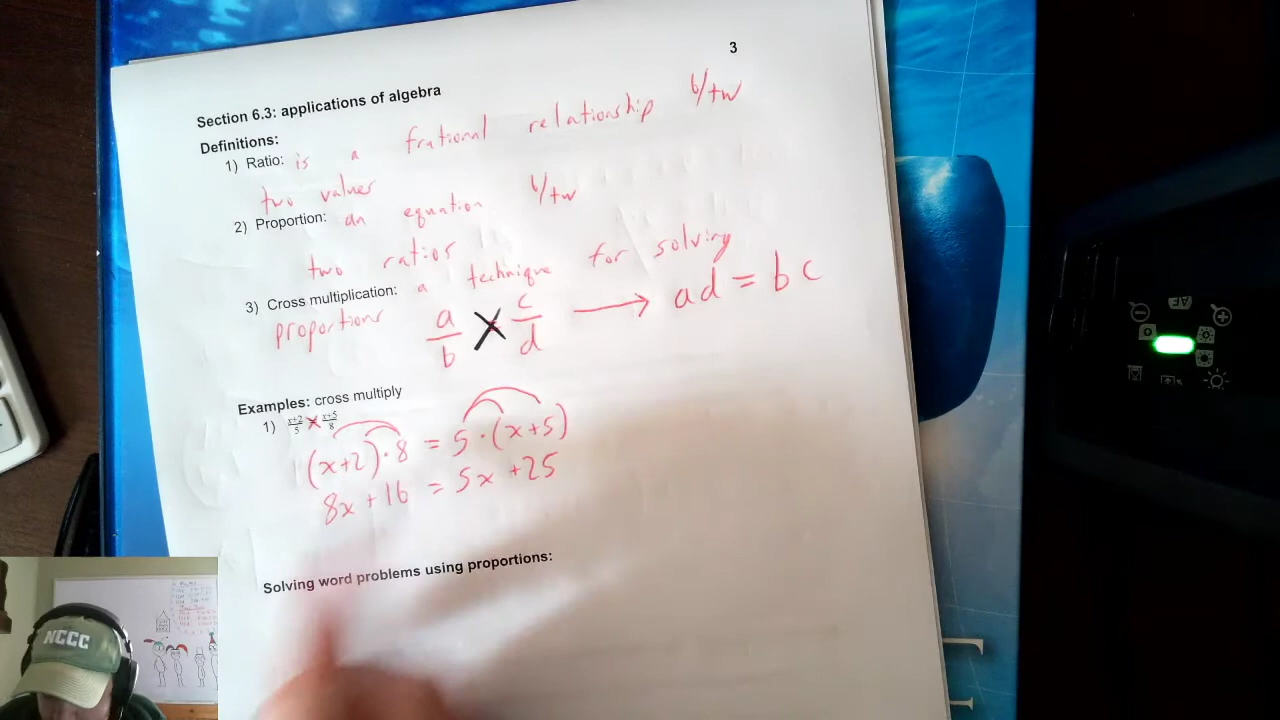 3
Section 6.3: applications of algebra
Definitions:
1) Ratio: is a frational relationship b/tw
two values
2) Proportion: an equation b/tw
two ratios
3) Cross multiplication: a technique for solving
proportions a/b X c/d → ad = bc
Examples: cross multiply
1) x+2/5 X x+5/8
(x+2)·8 = 5·(x+5)
8x+16 = 5x+25
Solving word problems using proportions:
NCCC
AF